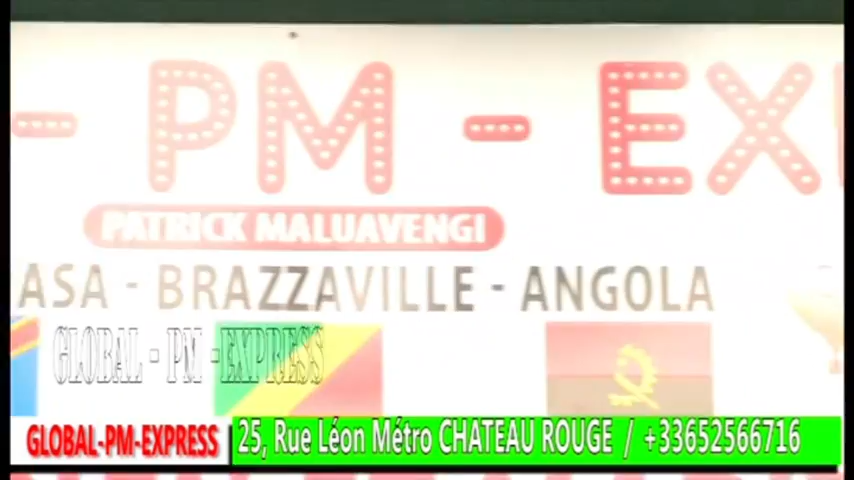 - PM - EX
PATRICK MALUAVENGI
ASA - BRAZZAVILLE - ANGOLA
GLOBAL - PM - EXPRESS
GLOBAL-PM-EXPRESS
25, Rue Léon Métro CHATEAU ROUGE / +33652566716